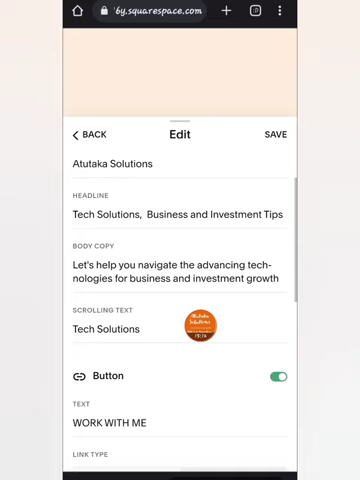 6y.squarespace.com
BACK
Edit
SAVE
Atutaka Solutions
HEADLINE
Tech Solutions, Business and Investment Tips
BODY COPY
Let's help you navigate the advancing tech-
nologies for business and investment growth
SCROLLING TEXT
Tech Solutions
Atutaka
Solutions
Button
TEXT
WORK WITH ME
LINK TYPE